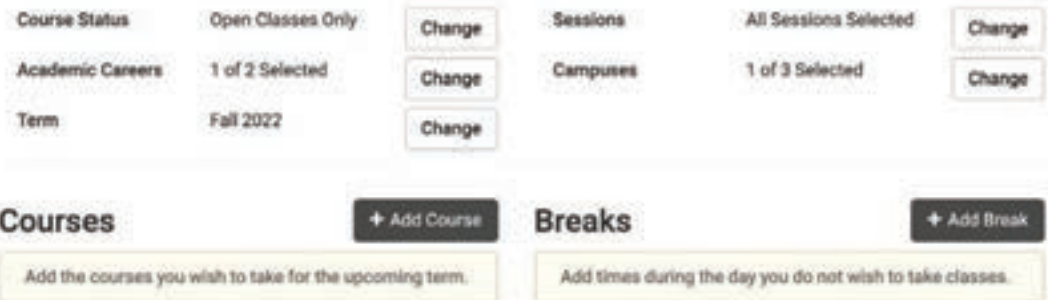 Course Status Open Classes Only Change Sessions All Sessions Selected Change
Academic Careers 1 of 2 Selected Change Campuses 1 of 3 Selected Change
Term Fall 2022 Change
Courses + Add Course Breaks + Add Break
Add the courses you wish to take for the upcoming term. Add times during the day you do not wish to take classes.